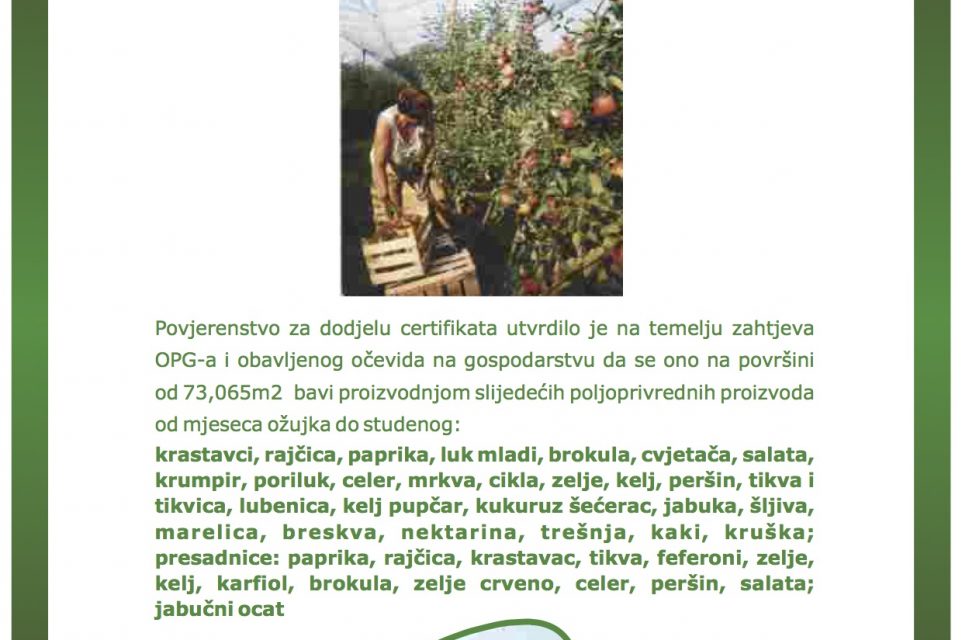 Povjerenstvo za dodjelu certifikata utvrdilo je na temelju zahtjeva
OPG-a i obavljenog očevida na gospodarstvu da se ono na površini
od 73,065m2 bavi proizvodnjom slijedećih poljoprivrednih proizvoda
od mjeseca ožujka do studenog:
krastavci, rajčica, paprika, luk mladi, brokula, cvjetača, salata,
krumpir, poriluk, celer, mrkva, cikla, zelje, kelj, peršin, tikva i
tikvica, lubenica, kelj pupčar, kukuruz šećerac, jabuka, šljiva,
marelica, breskva, nektarina, trešnja, kaki, kruška;
presadnice: paprika, rajčica, krastavac, tikva, feferoni, zelje,
kelj, karfiol, brokula, zelje crveno, celer, peršin, salata;
jabučni ocat